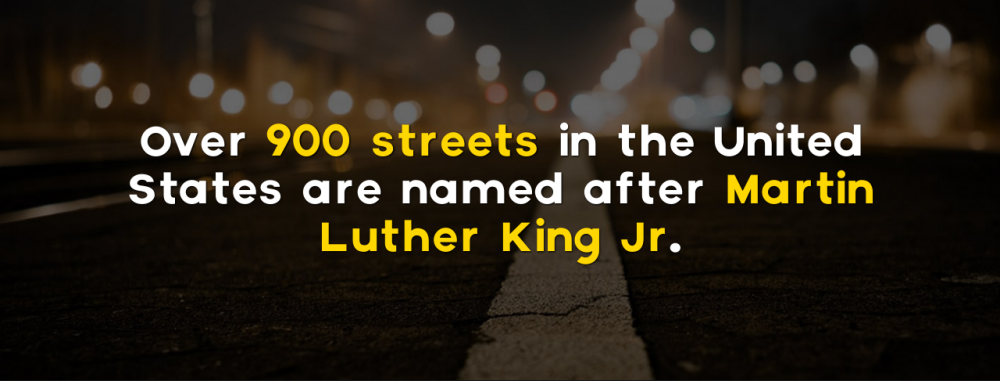 Over 900 streets in the United
States are named after Martin
Luther King Jr.